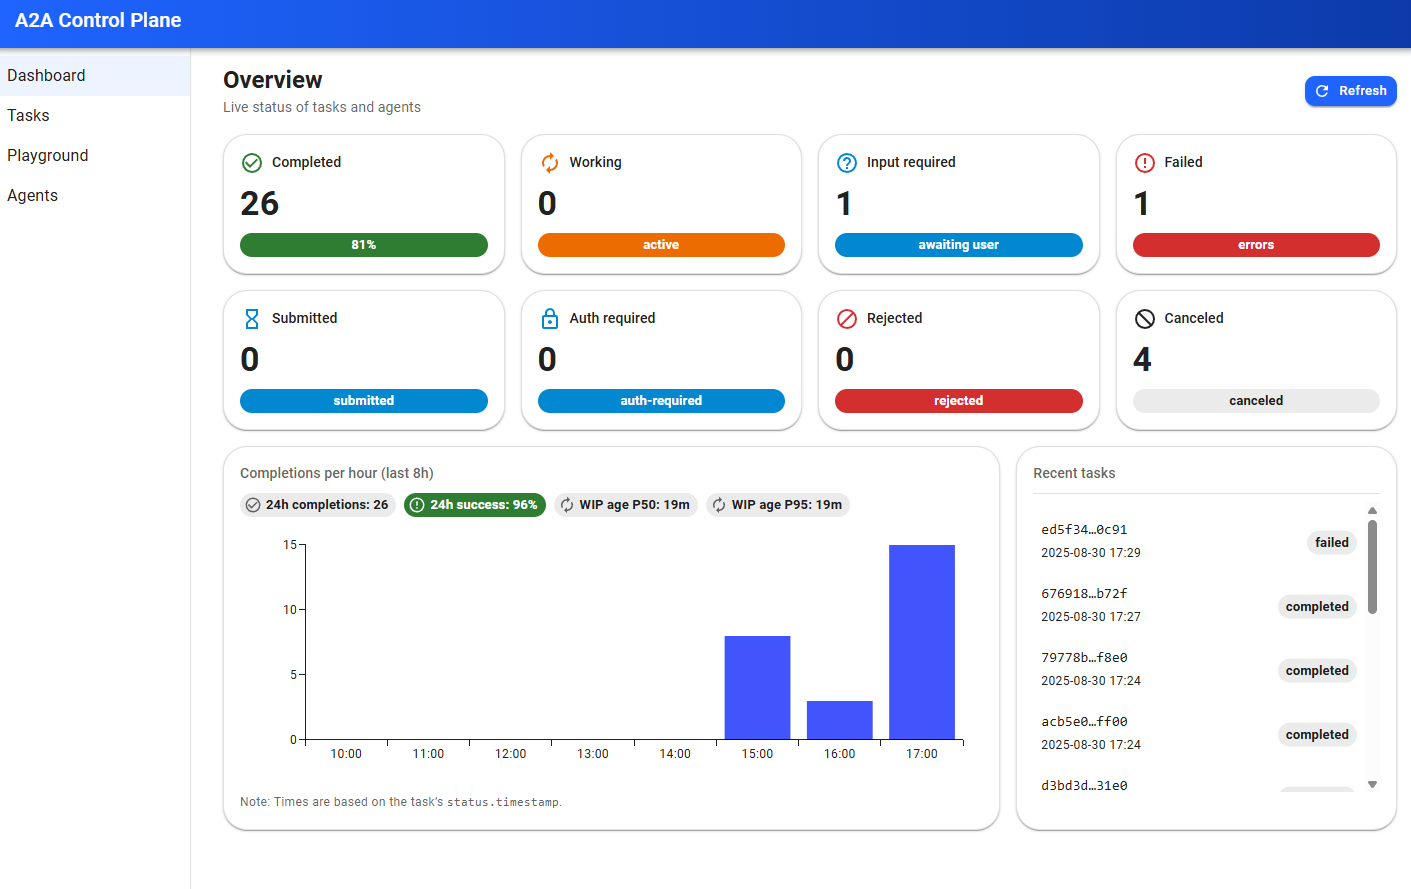 A2A Control Plane
Dashboard
Tasks
Playground
Agents
Overview
Live status of tasks and agents
Refresh
Completed
26
81%
Working
0
active
Input required
1
awaiting user
Failed
1
errors
Submitted
0
submitted
Auth required
0
auth-required
Rejected
0
rejected
Canceled
4
canceled
Completions per hour (last 8h)
24h completions: 26
24h success: 96%
WIP age P50: 19m
WIP age P95: 19m
15
10
5
0
10:00
11:00
12:00
13:00
14:00
15:00
16:00
17:00
Note: Times are based on the task's status.timestamp.
Recent tasks
ed5f34…0c91
2025-08-30 17:29
failed
676918…b72f
2025-08-30 17:27
completed
79778b…f8e0
2025-08-30 17:24
completed
acb5e0…ff00
2025-08-30 17:24
completed
d3bd3d…31e0